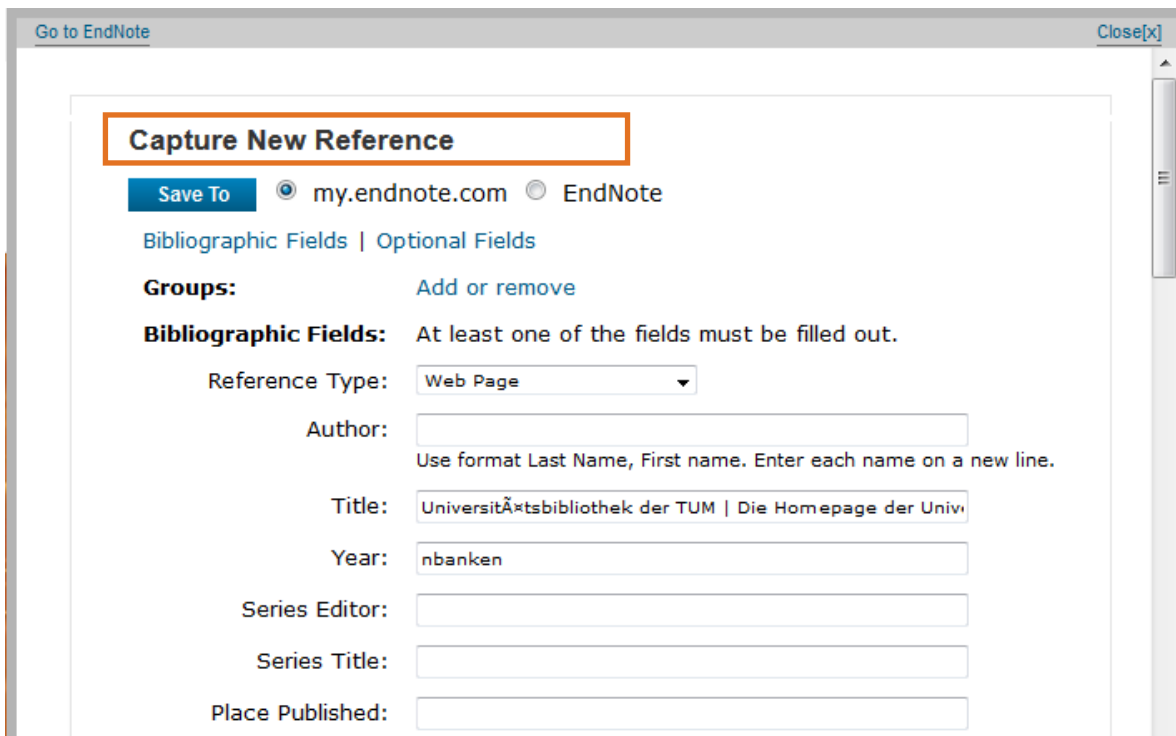 Go to EndNote Close[x]
Capture New Reference
Save To my.endnote.com EndNote
Bibliographic Fields | Optional Fields
Groups: Add or remove
Bibliographic Fields: At least one of the fields must be filled out.
Reference Type: Web Page
Author:
Use format Last Name, First name. Enter each name on a new line.
Title: UniversitÃ¤tsbibliothek der TUM | Die Homepage der Unive
Year: nbanken
Series Editor:
Series Title:
Place Published: